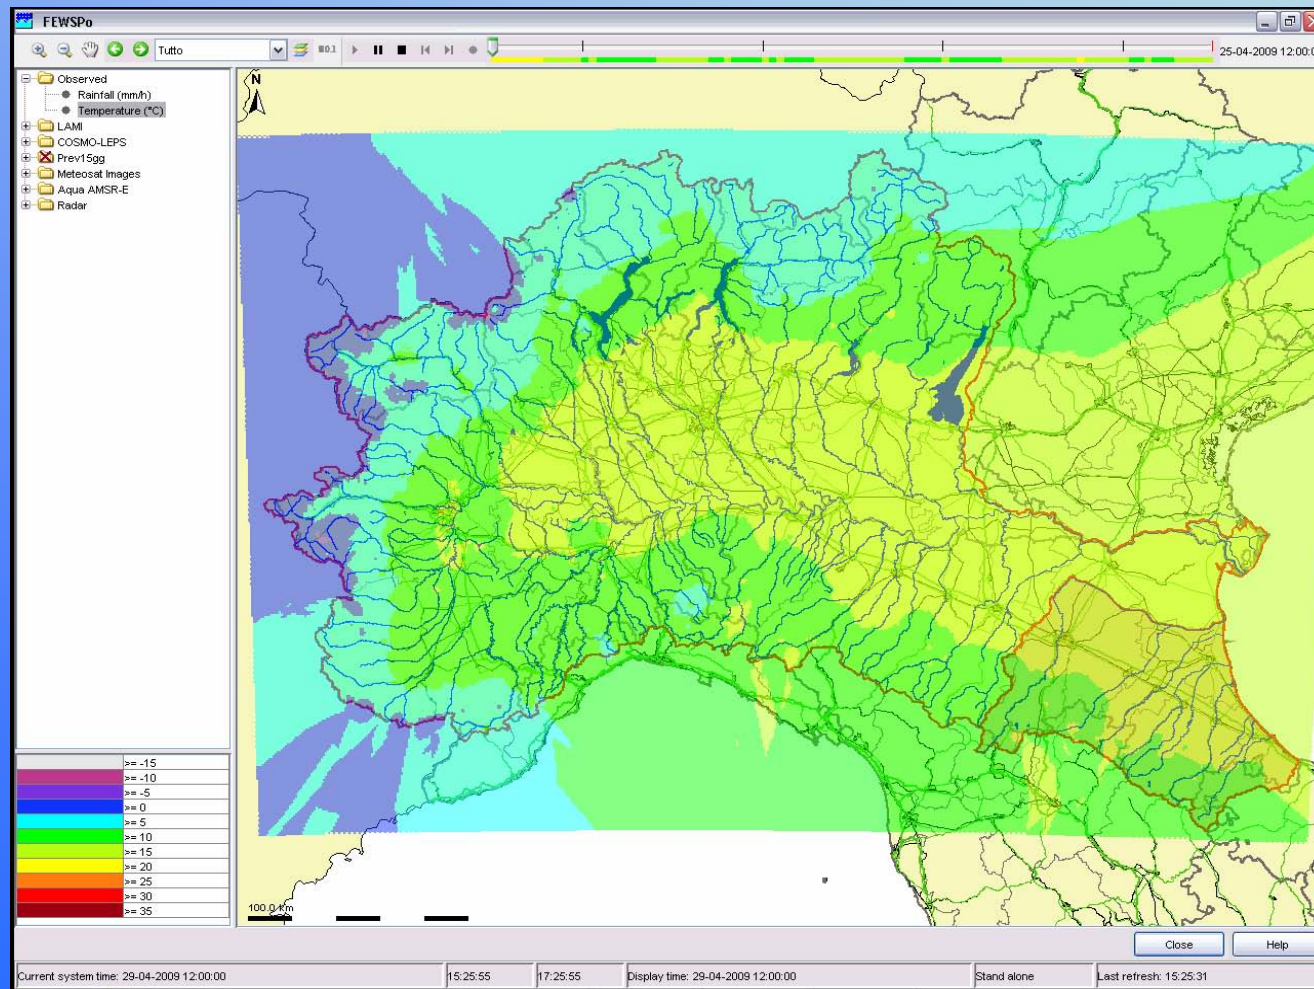 FEWSPo
Tutto
0.1
25-04-2009 12:00:0
Observed
Rainfall (mm/h)
Temperature (°C)
LAMI
COSMO-LEPS
Prev15gg
Meteosat Images
Aqua AMSR-E
Radar
N
>= -15
>= -10
>= -5
>= 0
>= 5
>= 10
>= 15
>= 20
>= 25
>= 30
>= 35
100.0 km
Close
Help
Current system time: 29-04-2009 12:00:00
15:25:55
17:25:55
Display time: 29-04-2009 12:00:00
Stand alone
Last refresh: 15:25:31